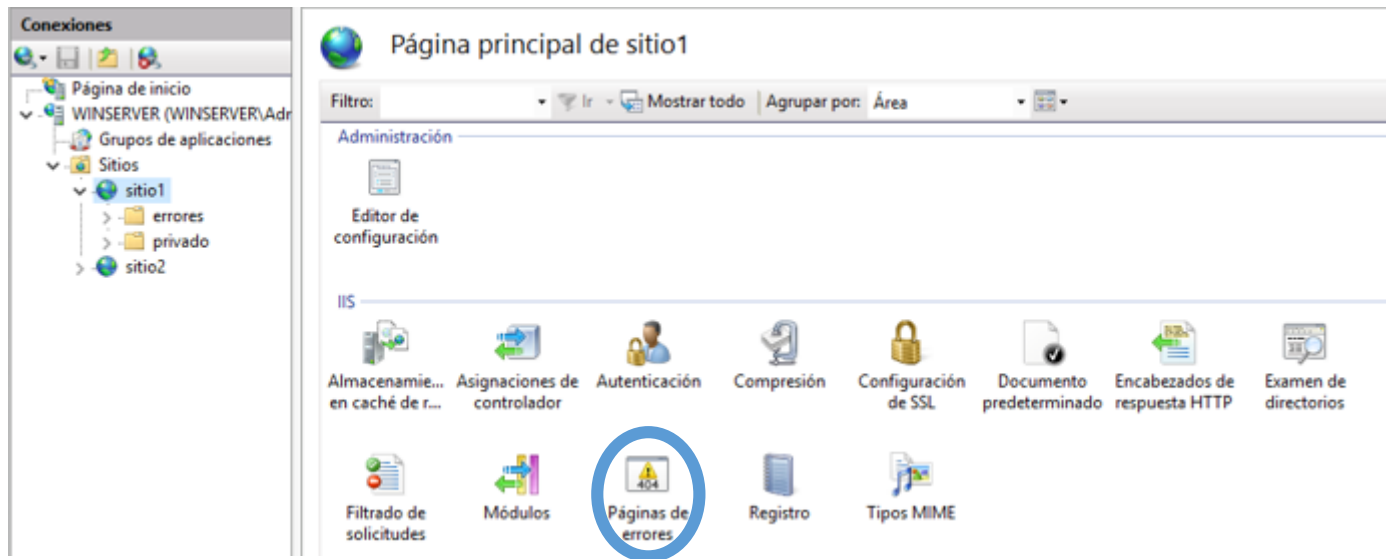 Conexiones
Página de inicio
WINSERVER (WINSERVER\Adr
Grupos de aplicaciones
Sitios
sitio1
errores
privado
sitio2
Página principal de sitio1
Filtro: Ir Mostrar todo Agrupar por: Área
Administración
Editor de
configuración
IIS
Almacenamie... Asignaciones de Autenticación Compresión Configuración Documento Encabezados de Examen de
en caché de r... controlador de SSL predeterminado respuesta HTTP directorios
404
Filtrado de Módulos Páginas de Registro Tipos MIME
solicitudes errores